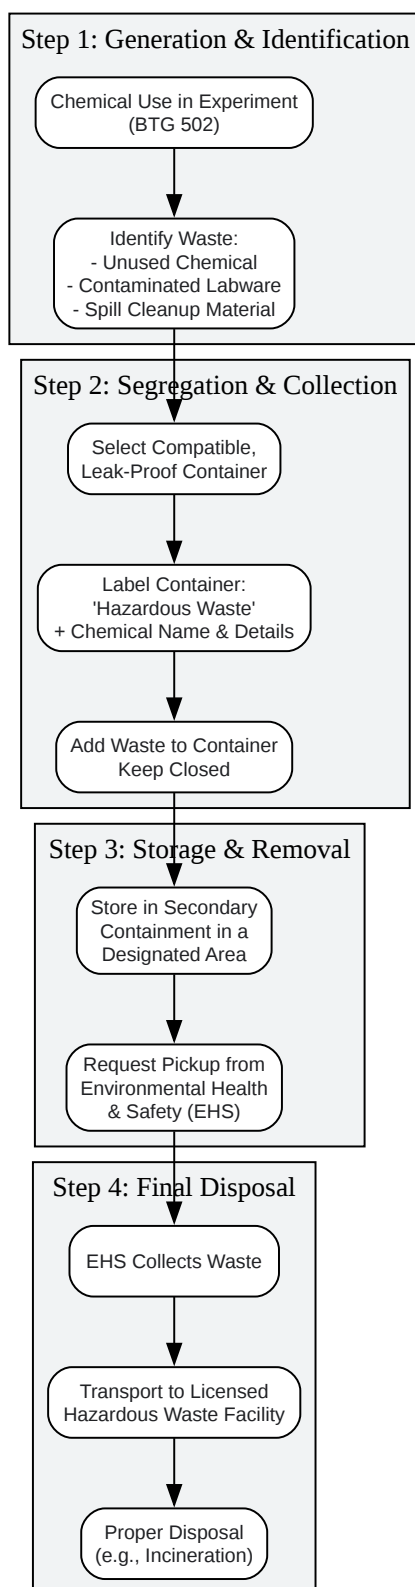 Step 1: Generation & Identification
Chemical Use in Experiment
(BTG 502)
Identify Waste:
- Unused Chemical
- Contaminated Labware
- Spill Cleanup Material
Step 2: Segregation & Collection
Select Compatible,
Leak-Proof Container
Label Container:
'Hazardous Waste'
+ Chemical Name & Details
Add Waste to Container
Keep Closed
Step 3: Storage & Removal
Store in Secondary
Containment in a
Designated Area
Request Pickup from
Environmental Health
& Safety (EHS)
Step 4: Final Disposal
EHS Collects Waste
Transport to Licensed
Hazardous Waste Facility
Proper Disposal
(e.g., Incineration)